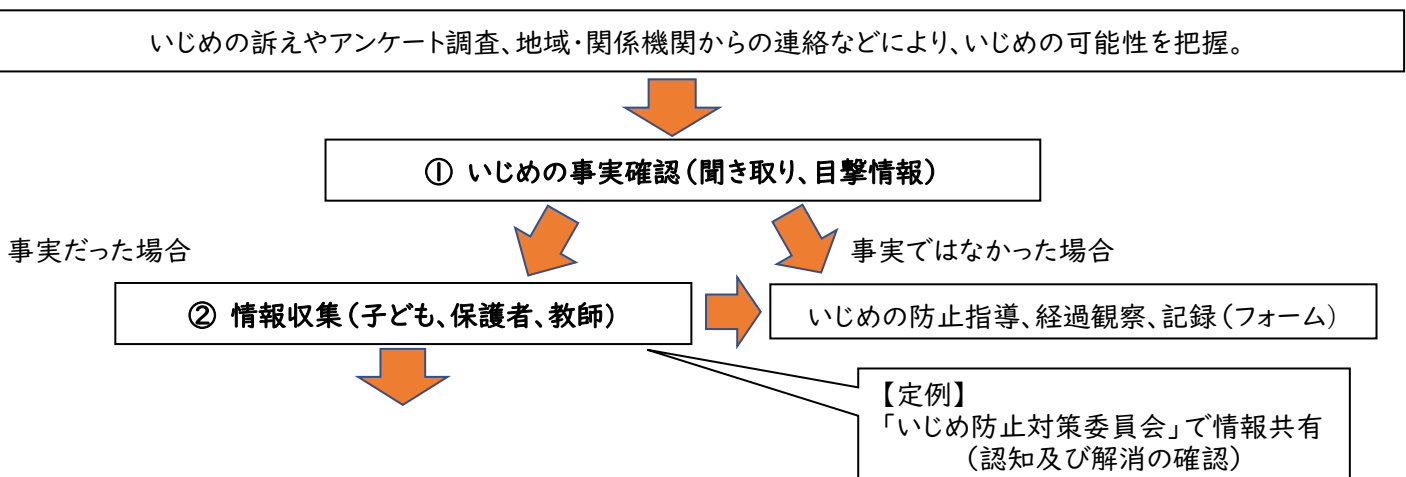 いじめの訴えやアンケート調査、地域・関係機関からの連絡などにより、いじめの可能性を把握。
① いじめの事実確認(聞き取り、目撃情報)
事実だった場合
事実ではなかった場合
② 情報収集(子ども、保護者、教師)
いじめの防止指導、経過観察、記録(フォーム)
【定例】
「いじめ防止対策委員会」で情報共有
(認知及び解消の確認)